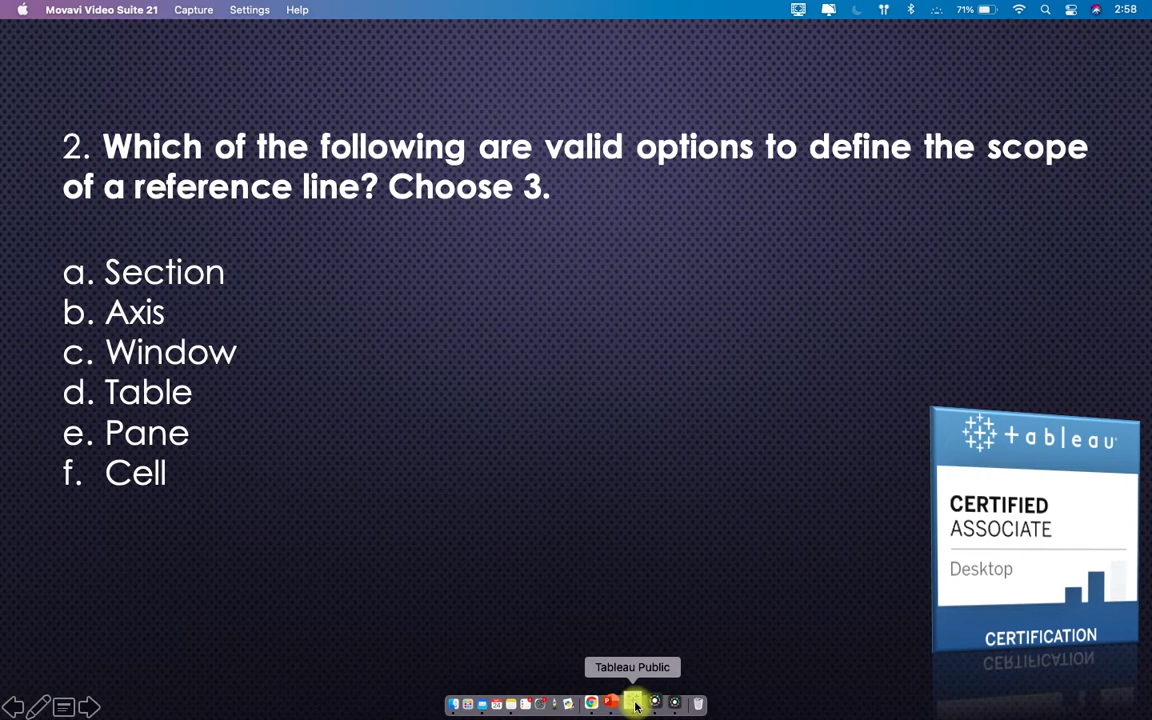 Movavi Video Suite 21 Capture Settings Help 71% 2:58
2. Which of the following are valid options to define the scope
of a reference line? Choose 3.
a. Section
b. Axis
c. Window
d. Table
e. Pane
f. Cell
+ableau
CERTIFIED
ASSOCIATE
Desktop
CERTIFICATION
Tableau Public